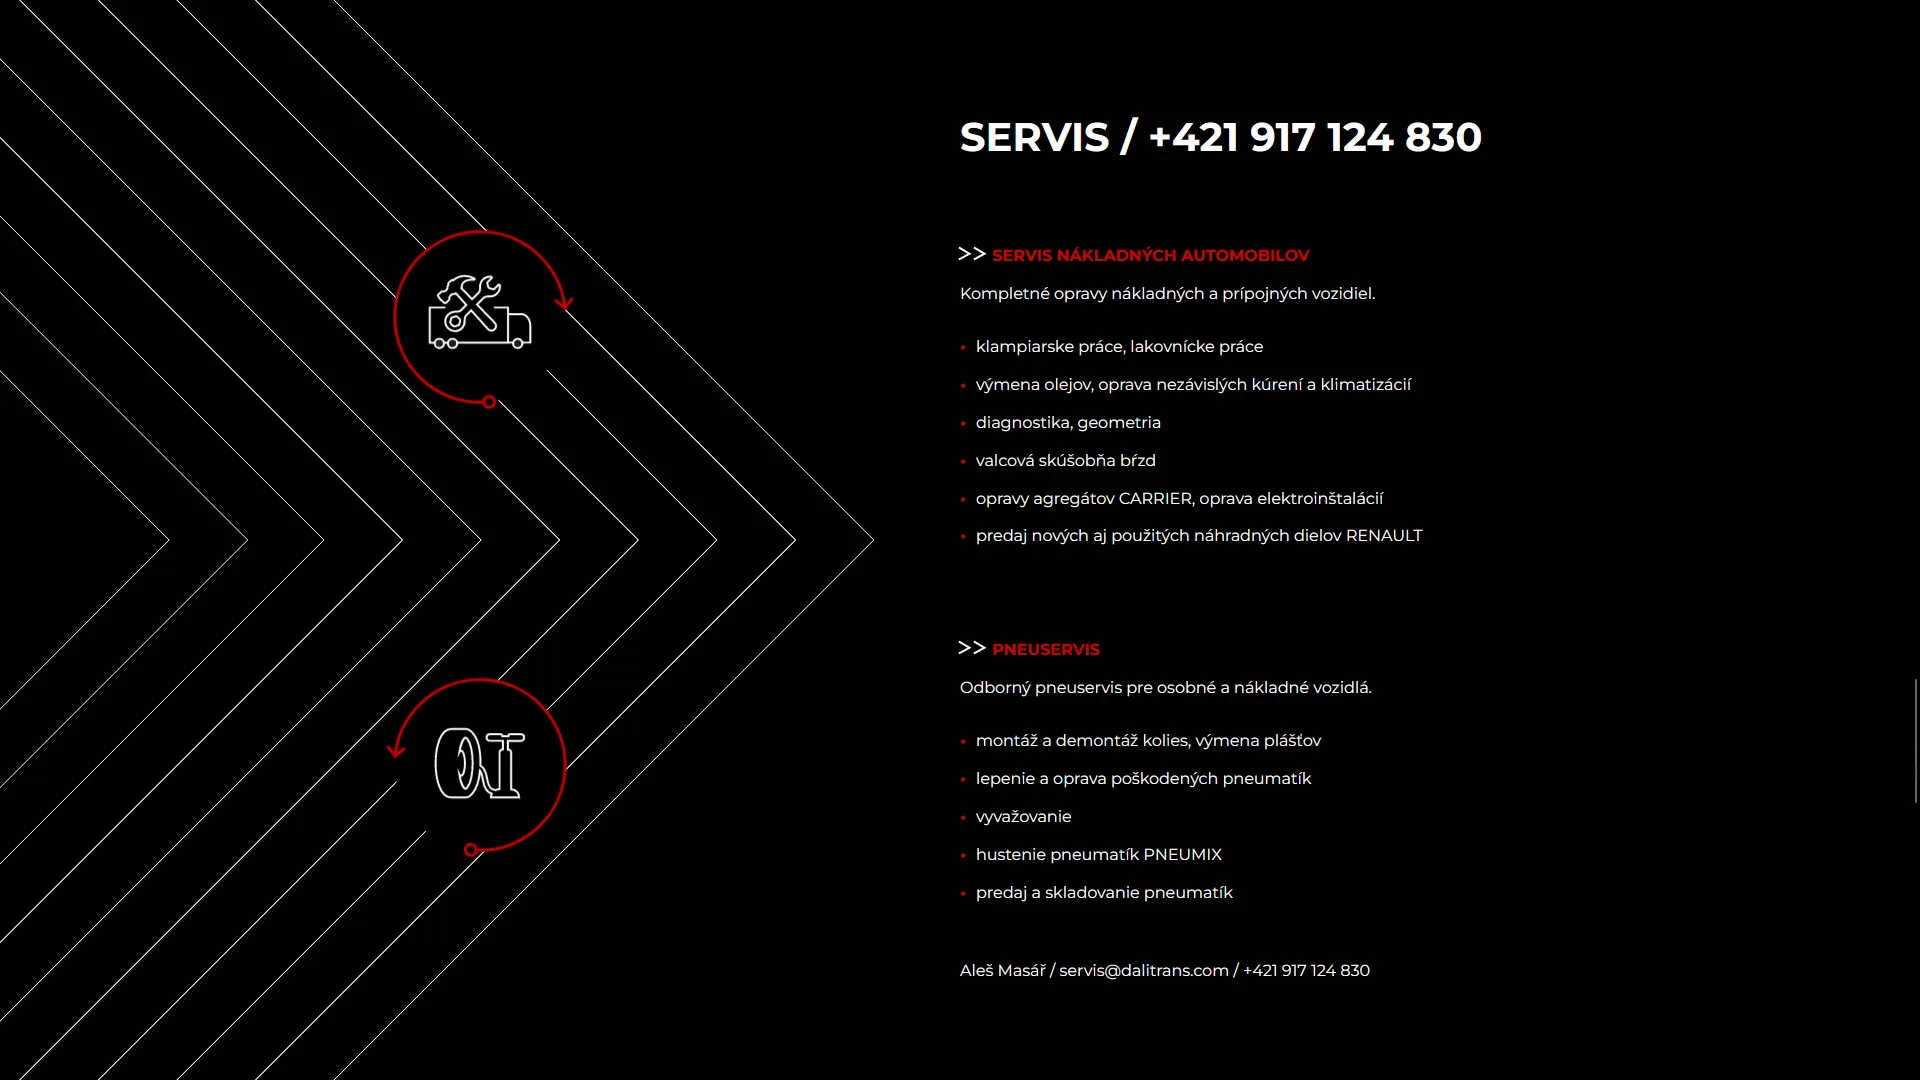 SERVIS / +421 917 124 830
>> SERVIS NÁKLADNÝCH AUTOMOBILOV
Kompletné opravy nákladných a prípojných vozidiel.
• klampiarske práce, lakovnícke práce
• výmena olejov, oprava nezávislých kúrení a klimatizácií
• diagnostika, geometria
• valcová skúšobňa bŕzd
• opravy agregátov CARRIER, oprava elektroinštalácií
• predaj nových aj použitých náhradných dielov RENAULT
>> PNEUSERVIS
Odborný pneuservis pre osobné a nákladné vozidlá.
• montáž a demontáž kolies, výmena plášťov
• lepenie a oprava poškodených pneumatík
• vyvažovanie
• hustenie pneumatík PNEUMIX
• predaj a skladovanie pneumatík
Aleš Masář / servis@dalitrans.com / +421 917 124 830